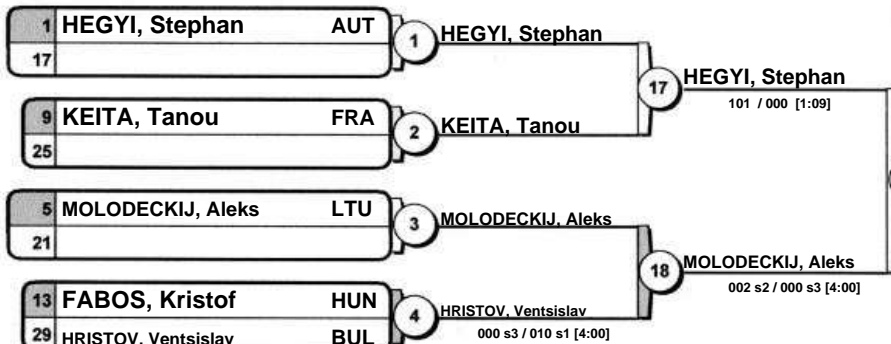 1 HEGYI, Stephan AUT
17
1 HEGYI, Stephan
9 KEITA, Tanou FRA
25
2 KEITA, Tanou
17 HEGYI, Stephan
101 / 000 [1:09]
5 MOLODECKIJ, Aleks LTU
21
3 MOLODECKIJ, Aleks
13 FABOS, Kristof HUN
29 HRISTOV, Ventsislav BUL
4 HRISTOV, Ventsislav
000 s3 / 010 s1 [4:00]
18 MOLODECKIJ, Aleks
002 s2 / 000 s3 [4:00]